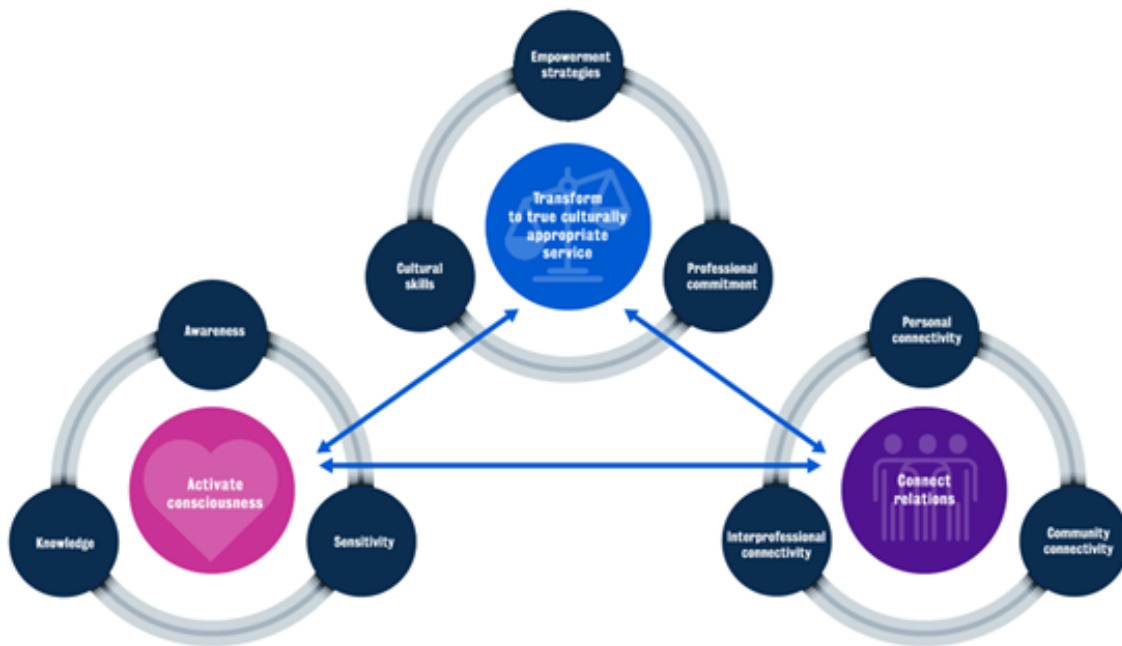 Empowerment
strategies
Transform
to true culturally
appropriate
service
Cultural
skills
Professional
commitment
Awareness
Activate
consciousness
Knowledge
Sensitivity
Personal
connectivity
Connect
relations
Interprofessional
connectivity
Community
connectivity